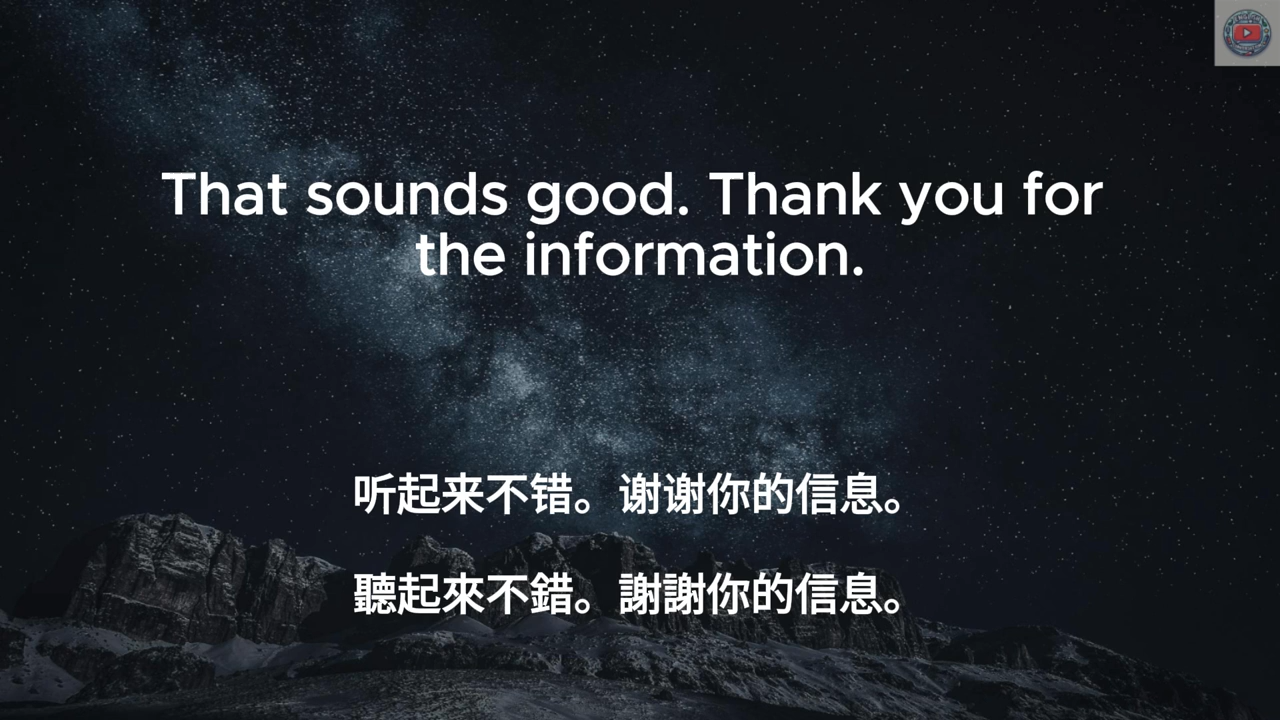 That sounds good. Thank you for
the information.
听起来不错。谢谢你的信息。
聽起來不錯。謝謝你的信息。